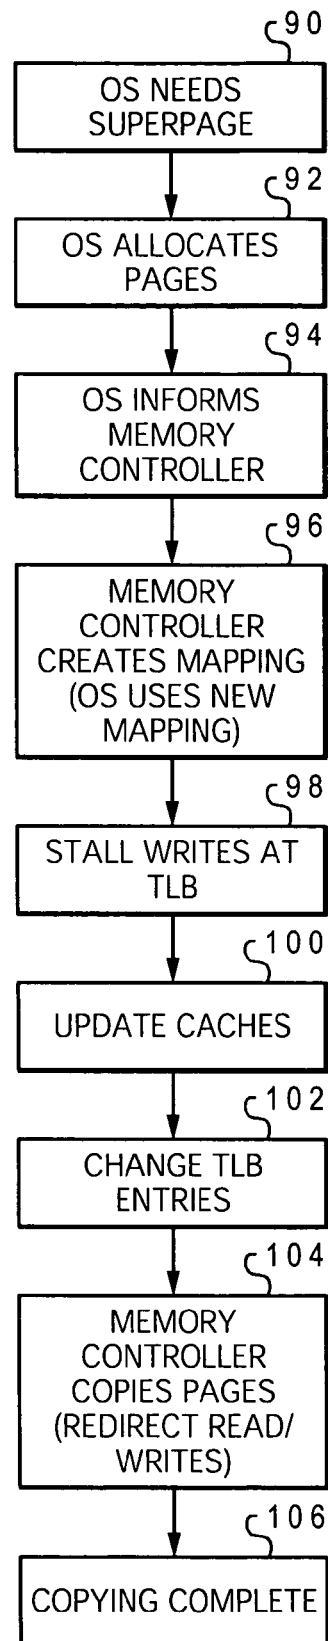 90
OS NEEDS
SUPERPAGE
92
OS ALLOCATES
PAGES
94
OS INFORMS
MEMORY
CONTROLLER
96
MEMORY
CONTROLLER
CREATES MAPPING
(OS USES NEW
MAPPING)
98
STALL WRITES AT
TLB
100
UPDATE CACHES
102
CHANGE TLB
ENTRIES
104
MEMORY
CONTROLLER
COPIES PAGES
(REDIRECT READ/
WRITES)
106
COPYING COMPLETE